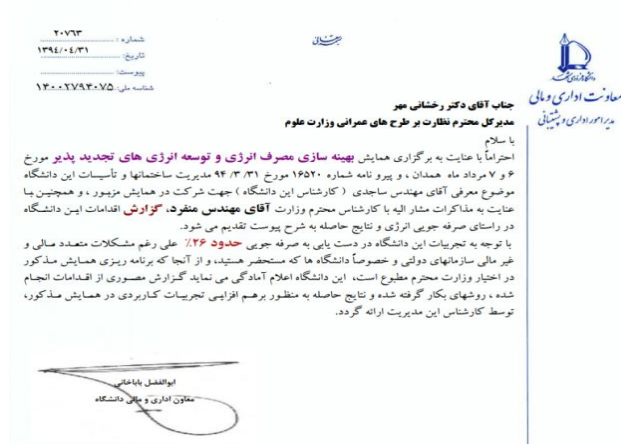 شماره : ۲۰۷۶۳
تاریخ: ۱۳۹٤/۰٤/۳۱
پیوست:
شناسه ملی: ۱۴۰۰۲۷۹۴۰۷۵
معاونت اداری و مالی
مدیر امور اداری و پشتیبانی
جناب آقای دکتر رخشانی مهر
مدیرکل محترم نظارت بر طرح های عمرانی وزارت علوم
با سلام
احتراماً با عنایت به برگزاری همایش بهینه سازی مصرف انرژی و توسعه انرژی های تجدید پذیر مورخ
۶ و ۷ مرداد ماه همدان ، و پیرو نامه شماره ۱۶۵۲۰ مورخ ۹۴/۳/۳۱ مدیریت ساختمانها و تأسیسات این دانشگاه
موضوع معرفی آقای مهندس ساجدی ( کارشناس این دانشگاه ) جهت شرکت در همایش مزبور، و همچنین با
عنایت به مذاکرات مشار الیه با کارشناس محترم وزارت آقای مهندس منفرد، گزارش اقدامات این دانشگاه
در راستای صرفه جویی انرژی و نتایج حاصله به شرح پیوست تقدیم می شود.
با توجه به تجربیات این دانشگاه در دست یابی به صرفه جویی حدود ۲۶٪ علی رغم مشکلات متعدد مالی و
غیر مالی سازمانهای دولتی و خصوصاً دانشگاه ها که مستحضر هستید، و از آنجا که برنامه ریزی همایش مذکور
در اختیار وزارت محترم مطبوع است، این دانشگاه اعلام آمادگی می نماید گزارش مصوری از اقدامات انجام
شده ، روشهای بکار گرفته شده و نتایج حاصله به منظور برهم افزایی تجربیات کاربردی در همایش مذکور،
توسط کارشناس این مدیریت ارائه گردد.
ابوالفضل باباخانی
معاون اداری و مالی دانشگاه